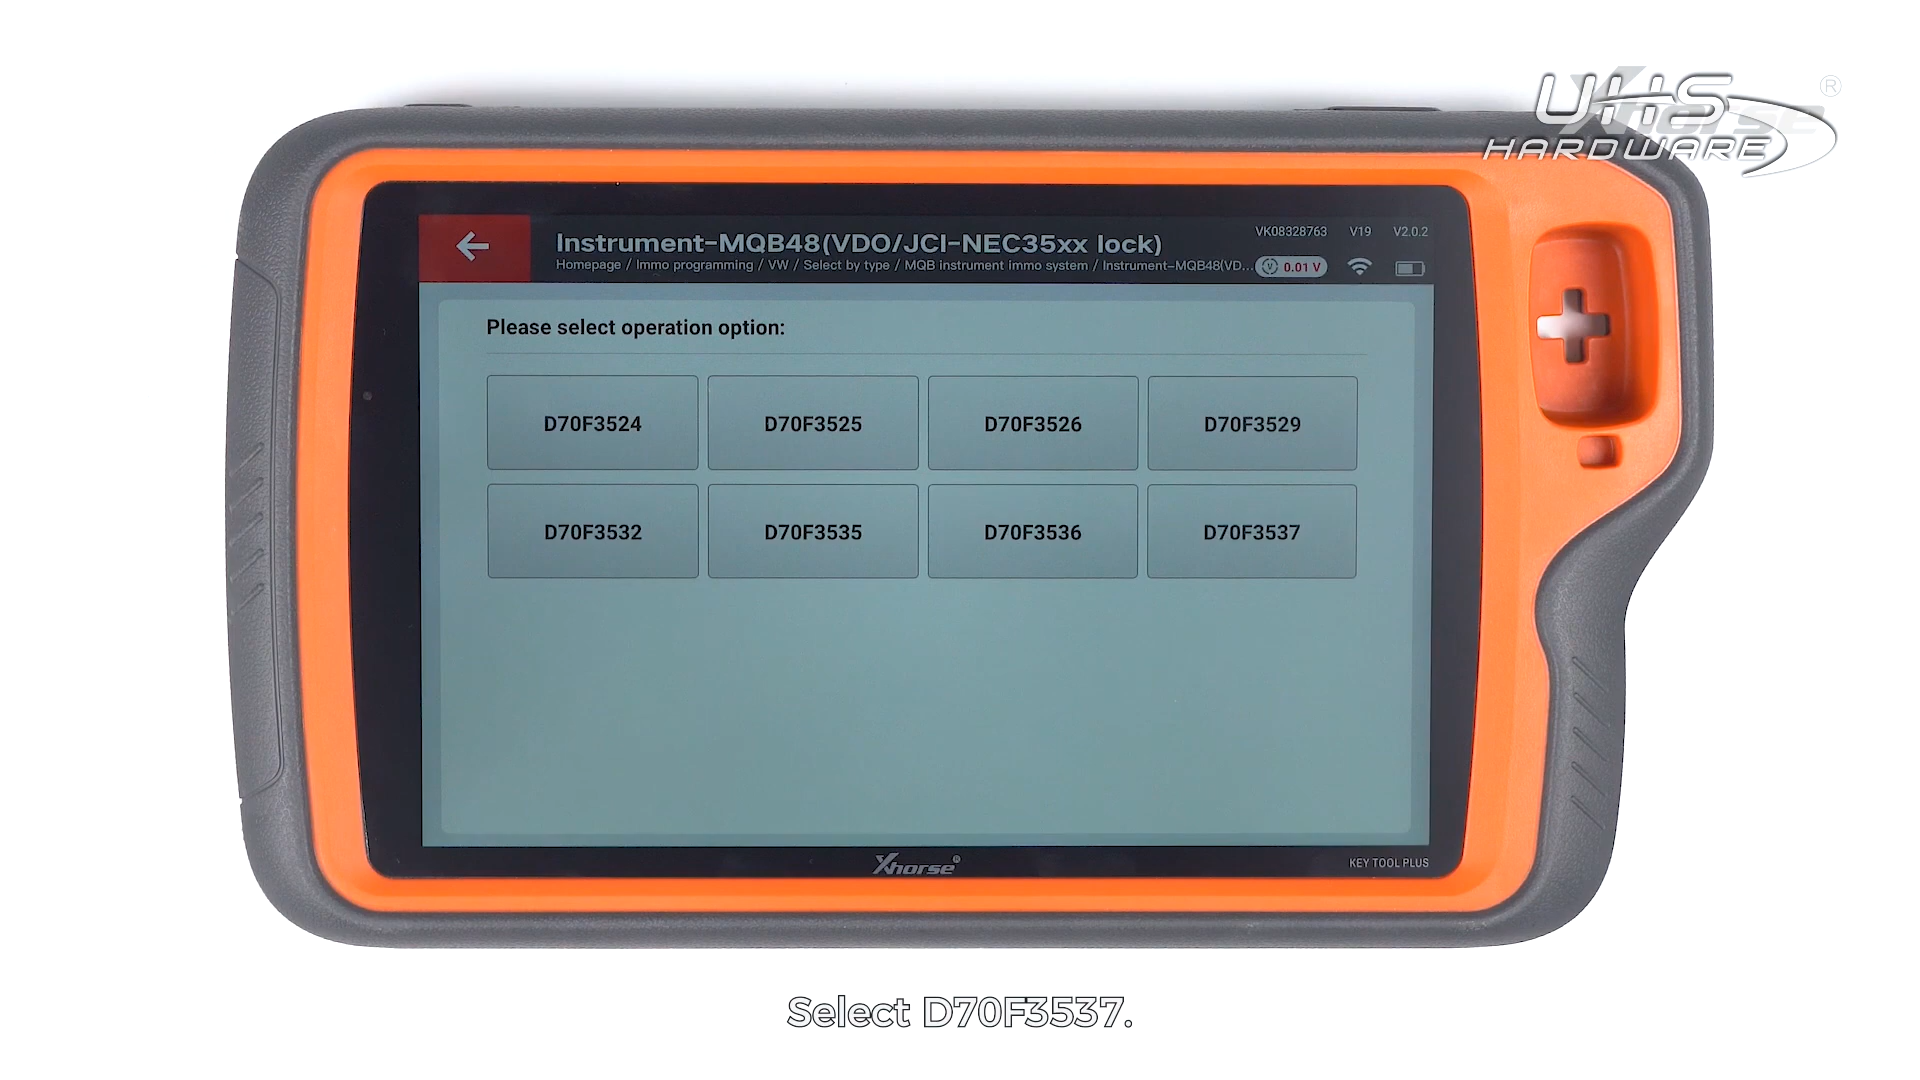 UHS
HARDWARE
Xhorse ®
Instrument-MQB48(VDO/JCI-NEC35xx lock)
VK08328763 V19 V2.0.2
Homepage / Immo programming / VW / Select by type / MQB instrument immo system / Instrument-MQB48(VD...
0.01 V
Please select operation option:
D70F3524 D70F3525 D70F3526 D70F3529
D70F3532 D70F3535 D70F3536 D70F3537
Xhorse®
KEY TOOL PLUS
Select D70F3537.